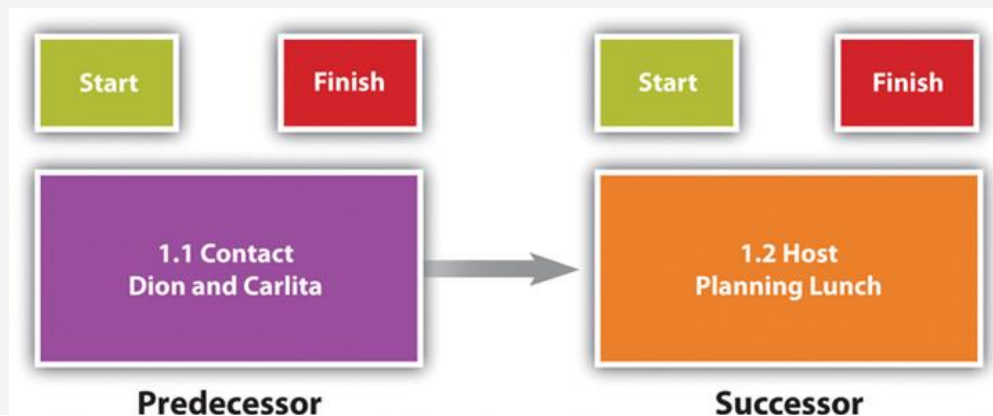 Start
Finish
Start
Finish
1.1 Contact
Dion and Carlita
1.2 Host
Planning Lunch
Predecessor
Successor